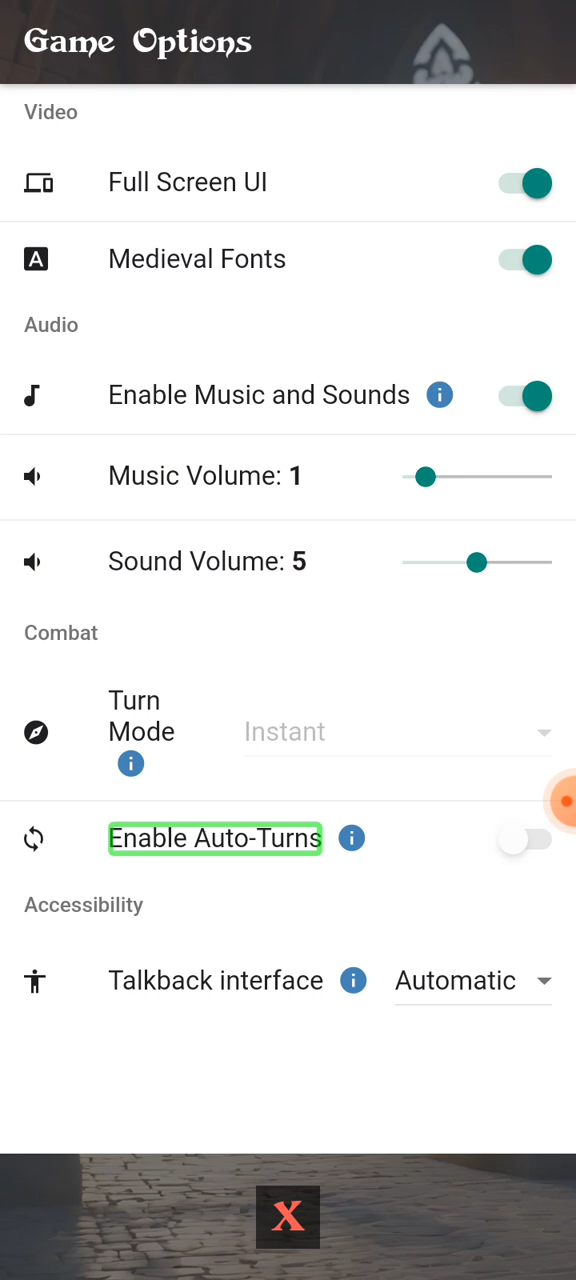 Game Options
Video
Full Screen UI
Medieval Fonts
Audio
Enable Music and Sounds
Music Volume: 1
Sound Volume: 5
Combat
Turn
Mode
Instant
Enable Auto-Turns
Accessibility
Talkback interface
Automatic
X